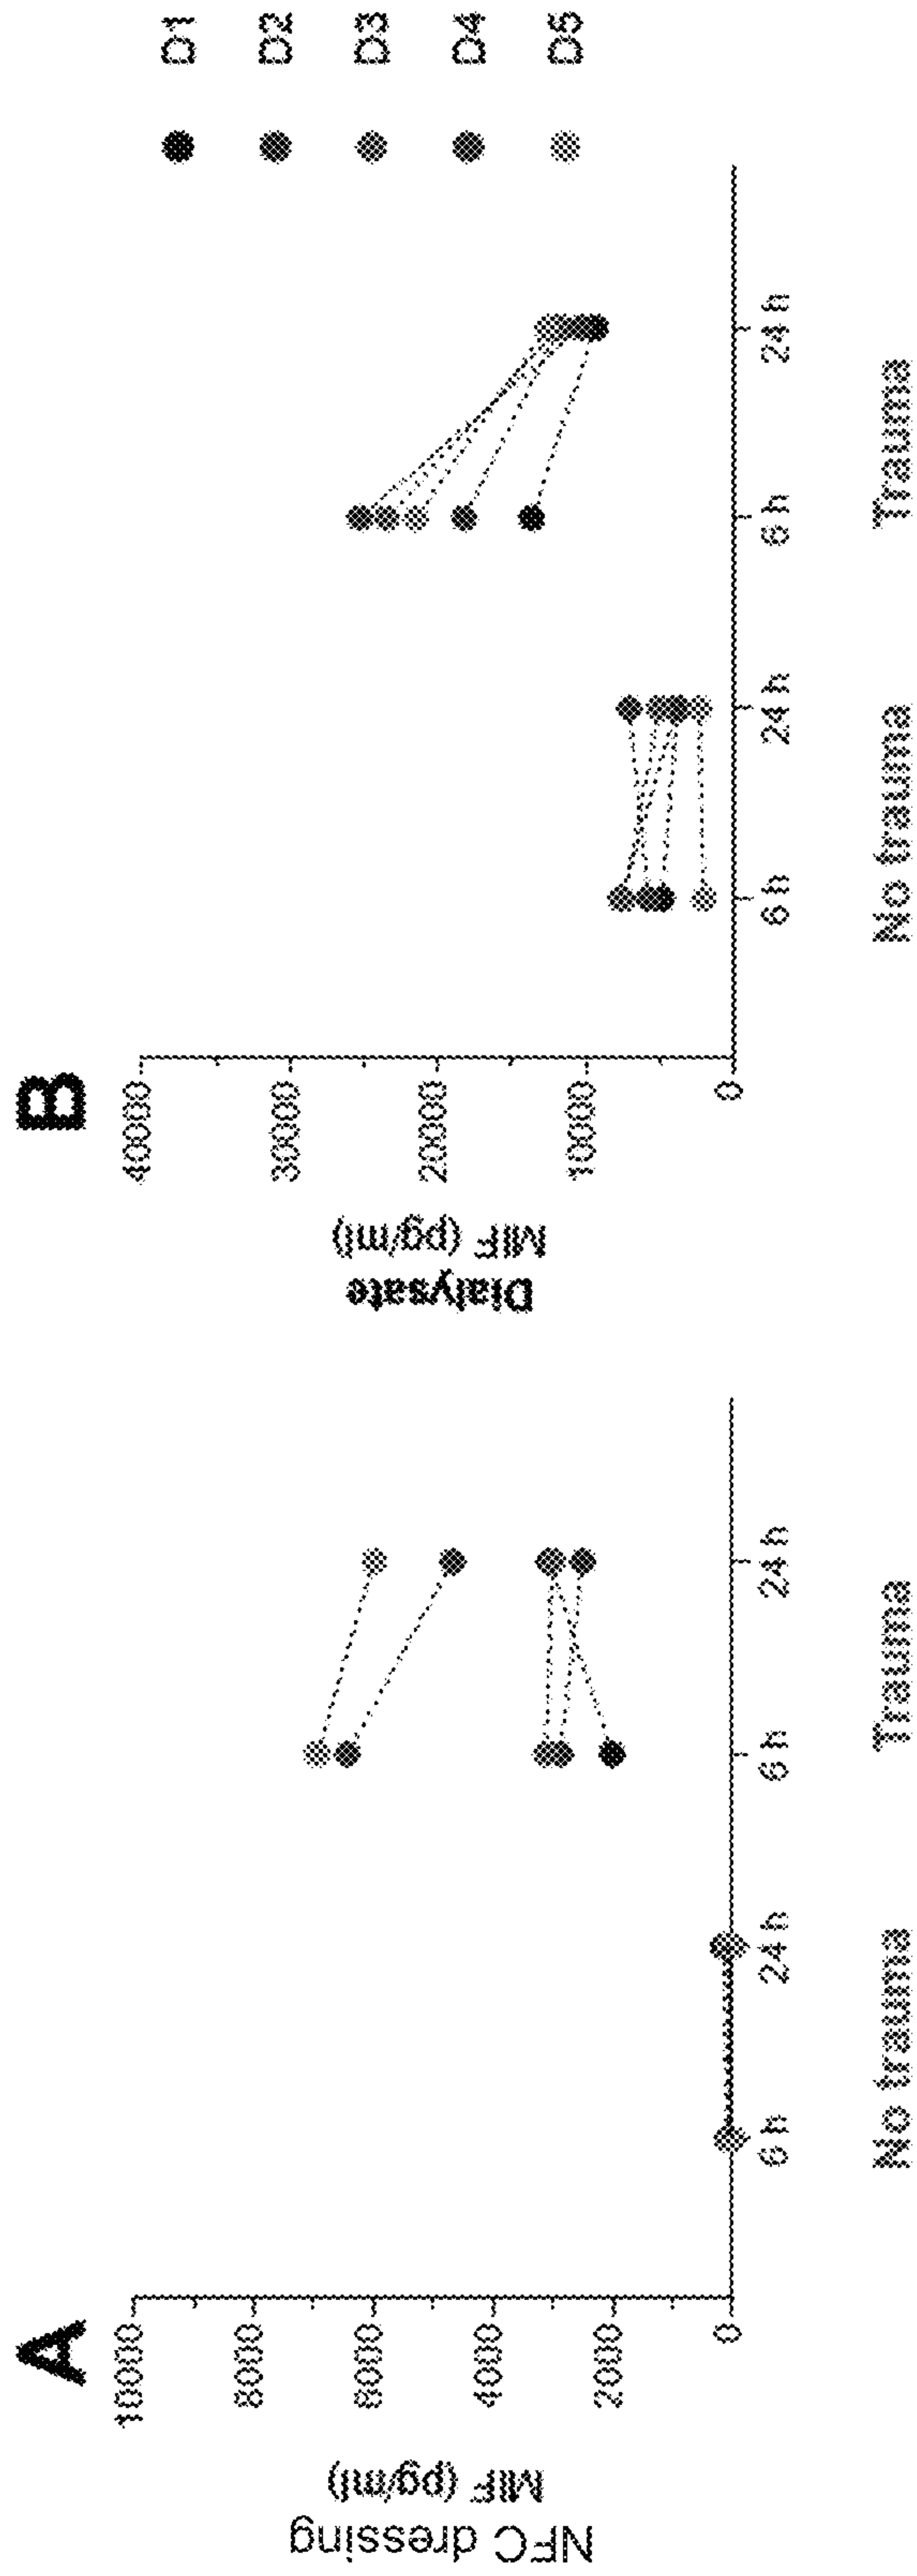 A
NFC dressing
MIF (pg/ml)
10000
8000
6000
4000
2000
0
6 h
24 h
6 h
24 h
No trauma
Trauma
B
Dialysate
MIF (pg/ml)
40000
30000
20000
10000
0
6 h
24 h
6 h
24 h
No trauma
Trauma
D1
D2
D3
D4
D5